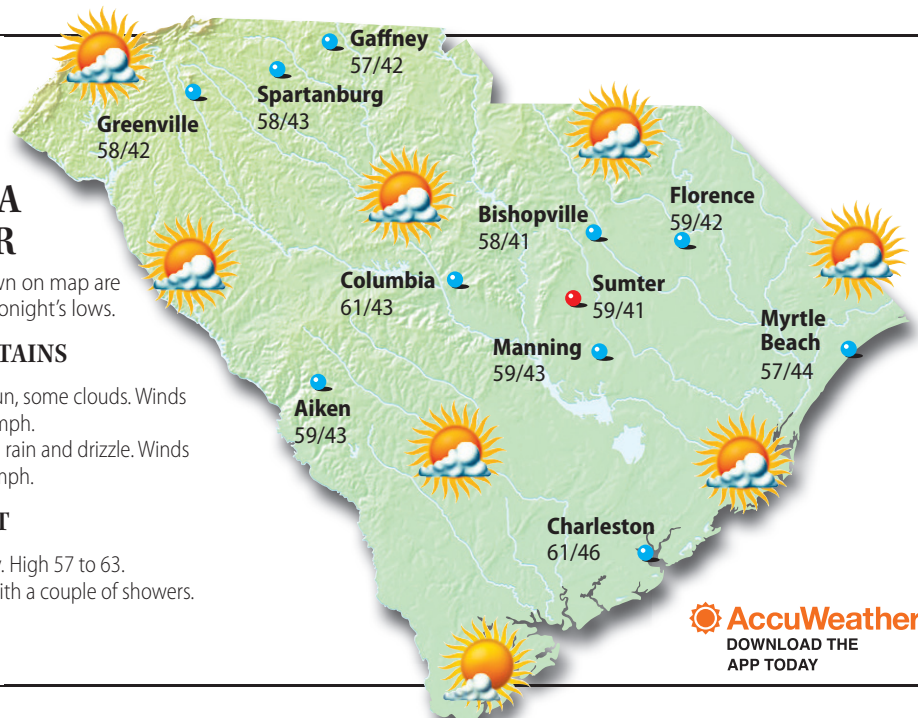 A
R
wn on map are
onight's lows.
TAINS
un, some clouds. Winds
mph.
rain and drizzle. Winds
mph.
T
. High 57 to 63.
ith a couple of showers.
Gaffney
57/42
Spartanburg
58/43
Greenville
58/42
Bishopville
58/41
Florence
59/42
Columbia
61/43
Sumter
59/41
Manning
59/43
Myrtle
Beach
57/44
Aiken
59/43
Charleston
61/46
AccuWeather
DOWNLOAD THE
APP TODAY